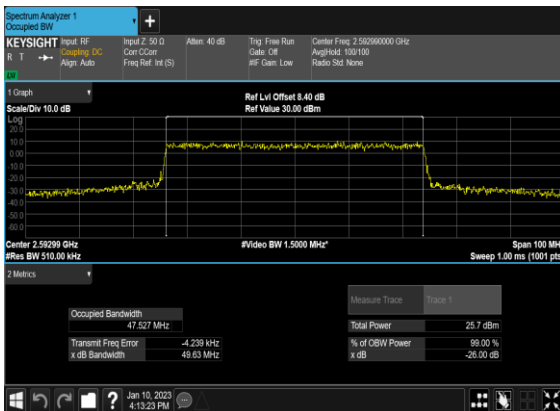 Spectrum Analyzer 1
Occupied BW
KEYSIGHT
R T
LV
Input: RF
Coupling: DC
Align: Auto
Input Z: 50 Ω
Corr CCorr
Freq Ref: Int (S)
Atten: 40 dB
Trig: Free Run
Gate: Off
#IF Gain: Low
Center Freq: 2.592990000 GHz
Avg|Hold: 100/100
Radio Std: None
1 Graph
Scale/Div 10.0 dB
Ref Lvl Offset 8.40 dB
Ref Value 30.00 dBm
Log
20.0
10.0
0.00
-10.0
-20.0
-30.0
-40.0
-50.0
-60.0
Center 2.59299 GHz
#Res BW 510.00 kHz
#Video BW 1.5000 MHz*
Span 100 MH
Sweep 1.00 ms (1001 pts
2 Metrics
Measure Trace Trace 1
Occupied Bandwidth
47.527 MHz
Total Power 25.7 dBm
Transmit Freq Error -4.239 kHz
% of OBW Power 99.00 %
x dB Bandwidth 49.63 MHz
x dB -26.00 dB
?
Jan 10, 2023
4:13:23 PM